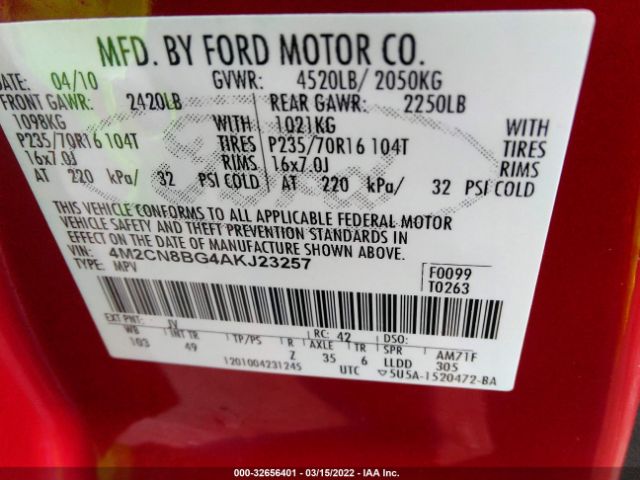 MFD. BY FORD MOTOR CO.
DATE: 04/10 GVWR: 4520LB/ 2050KG
FRONT GAWR: 2420LB REAR GAWR: 2250LB
1098KG WITH 1021KG WITH
P235/70R16 104T TIRES P235/70R16 104T TIRES
16x7.0J RIMS 16x7.0J RIMS
AT 220 kPa/ 32 PSI COLD AT 220 kPa/ 32 PSI COLD
THIS VEHICLE CONFORMS TO ALL APPLICABLE FEDERAL MOTOR
VEHICLE SAFETY AND THEFT PREVENTION STANDARDS IN
EFFECT ON THE DATE OF MANUFACTURE SHOWN ABOVE.
VIN: 4M2CN8BG4AKJ23257 F0099
TYPE: MPV T0263
EXT PNT: JV RC: 42 DSO:
WB INT TR TP/PS R AXLE TR SPR AM71F
103 49 Z 35 6 LLDD 305
1201004231245 UTC 5U5A-1520472-BA
Ford
000-32656401 - 03/15/2022 - IAA Inc.